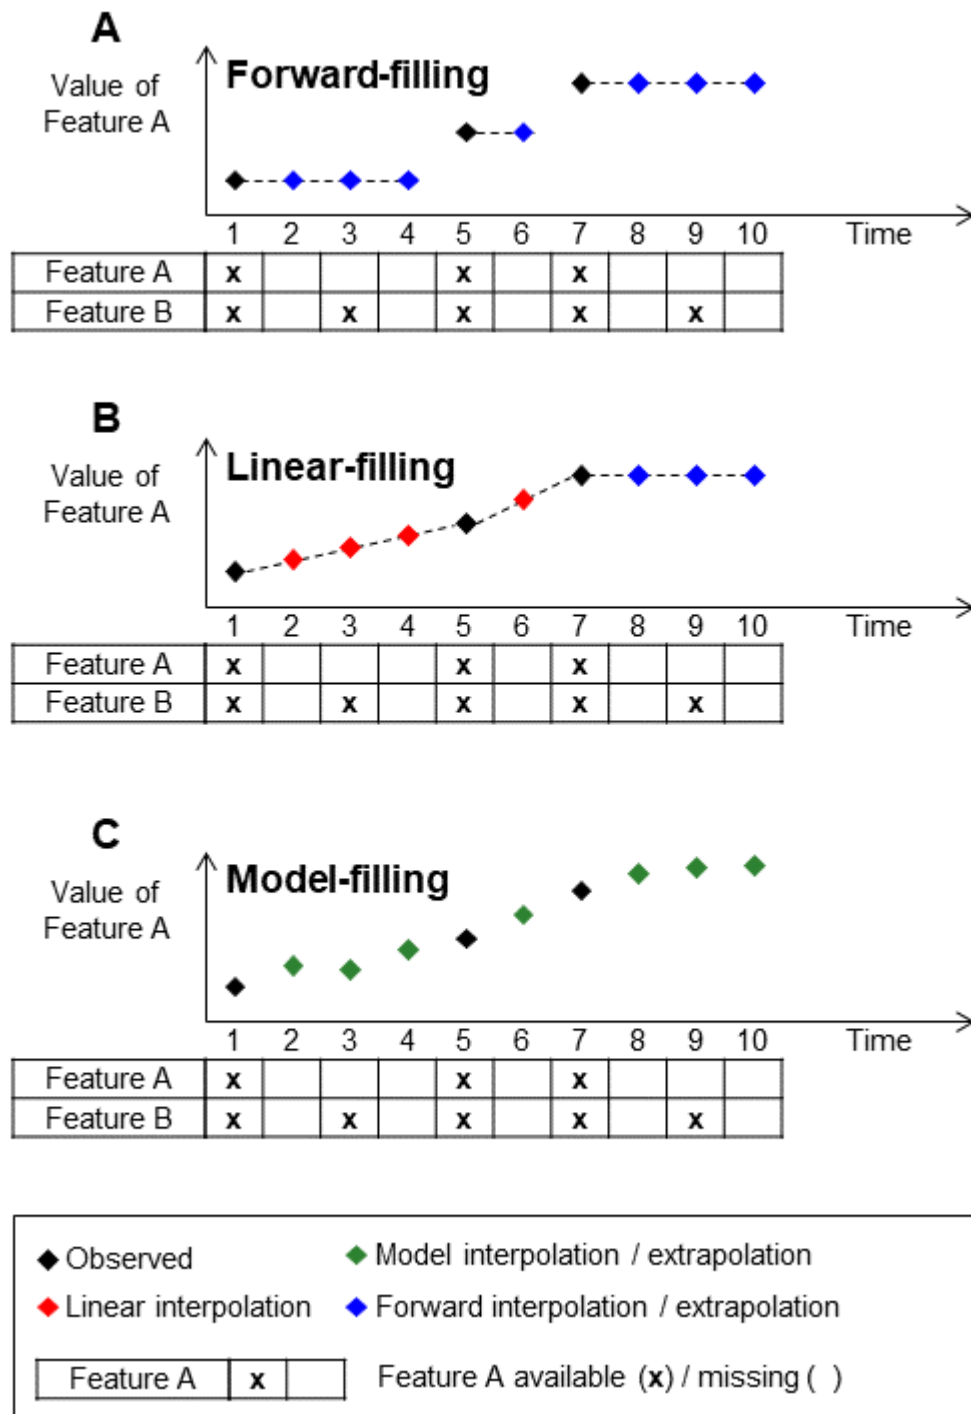 A
Value of
Feature A
Forward-filling
1 2 3 4 5 6 7 8 9 10 Time
Feature A x x x
Feature B x x x x x
B
Value of
Feature A
Linear-filling
1 2 3 4 5 6 7 8 9 10 Time
Feature A x x x
Feature B x x x x x
C
Value of
Feature A
Model-filling
1 2 3 4 5 6 7 8 9 10 Time
Feature A x x x
Feature B x x x x x
Observed
Model interpolation / extrapolation
Linear interpolation
Forward interpolation / extrapolation
Feature A x
Feature A available (x) / missing ( )